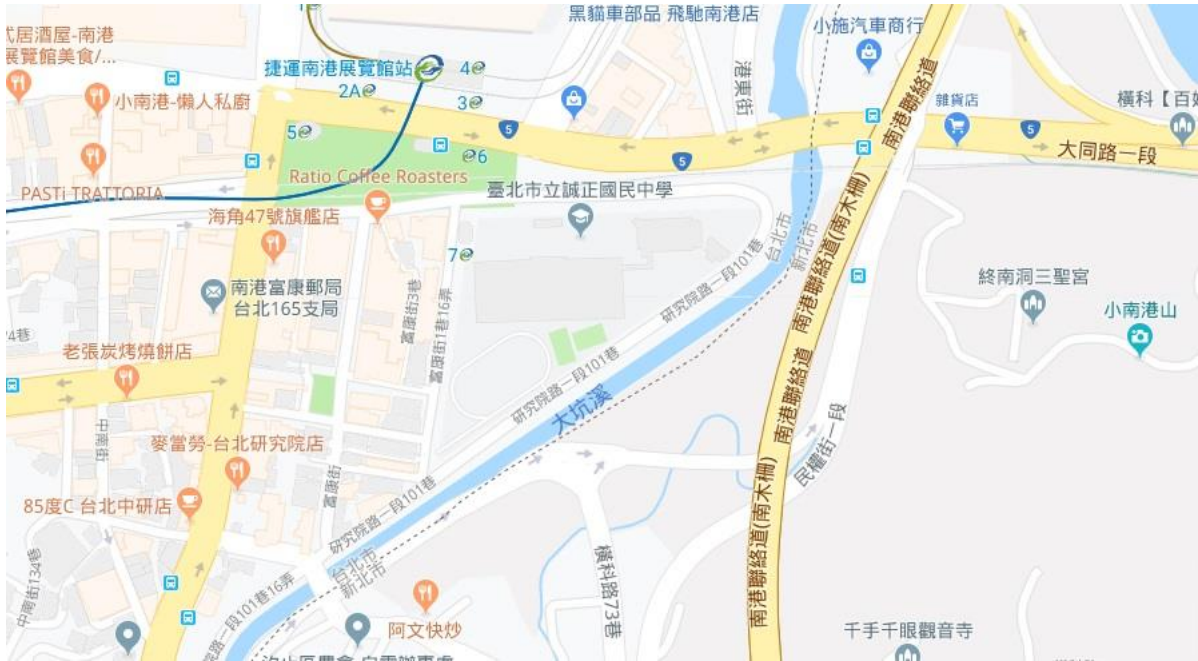 式居酒屋-南港
展覽館美食/...
黑貓車部品 飛馳南港店
小施汽車商行
捷運南港展覽館站
4
2A
3
小南港-懶人私廚
港東街
南港聯絡道
雜貨店
橫科【百姓
5
5
5
6
5
大同路一段
PASTi TRATTORIA
Ratio Coffee Roasters
臺北市立誠正國民中學
海角47號旗艦店
7
台北市
新北市
南港聯絡道(南木柵)
南港富康郵局
台北165支局
富康街3巷
富康街1巷16弄
研究院路一段101巷
終南洞三聖宮
小南港山
老張炭烤燒餅店
南港聯絡道
研究院路一段101巷
大坑溪
南港聯絡道
中南街
麥當勞-台北研究院店
民權街一段
富康街
85度C 台北中研店
研究院路一段101巷
南港聯絡道(南木柵)
橫科路73巷
台北市
新北市
中南街134巷
研究院路一段101巷16弄
阿文快炒
千手千眼觀音寺